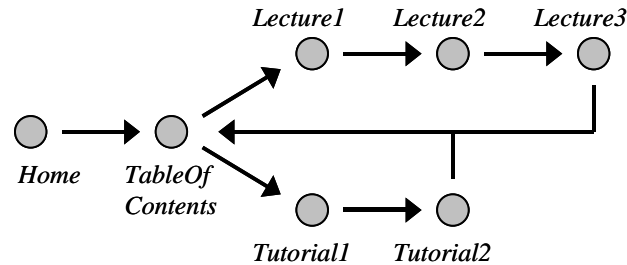 Lecture1
Lecture2
Lecture3
Home
TableOf
Contents
Tutorial1
Tutorial2